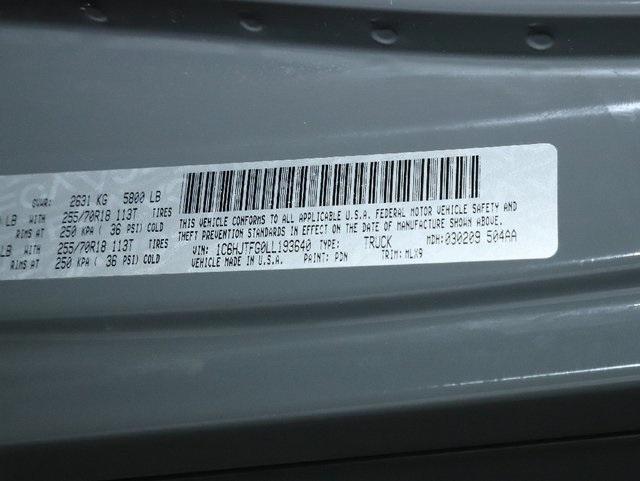 GVWR: 2631 KG 5800 LB
LB WITH 255/70R18 113T TIRES
RIMS AT 250 KPA ( 36 PSI) COLD
LB WITH 255/70R18 113T TIRES
RIMS AT 250 KPA ( 36 PSI) COLD
THIS VEHICLE CONFORMS TO ALL APPLICABLE U.S.A. FEDERAL MOTOR VEHICLE SAFETY AND
THEFT PREVENTION STANDARDS IN EFFECT ON THE DATE OF MANUFACTURE SHOWN ABOVE.
VIN: 1C6HJTFG0LL193640 TYPE: TRUCK MDH:030209 504AA
VEHICLE MADE IN U.S.A. PAINT: PDN TRIM: MLX9